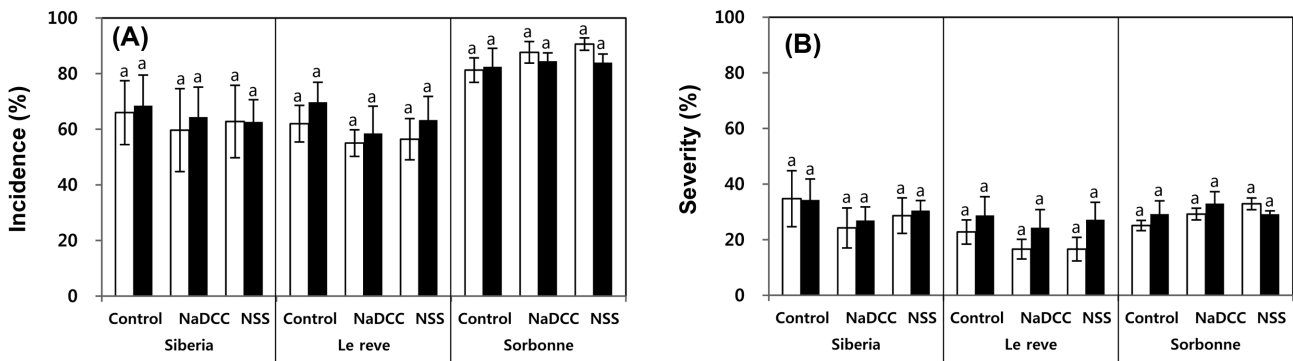 (A)
Incidence (%)
100
80
60
40
20
0
a a a a a a a a a a a a a a a a a a
Control NaDCC NSS Control NaDCC NSS Control NaDCC NSS
Siberia Le reve Sorbonne
(B)
Severity (%)
100
80
60
40
20
0
a a a a a a a a a a a a a a a a a a
Control NaDCC NSS Control NaDCC NSS Control NaDCC NSS
Siberia Le reve Sorbonne